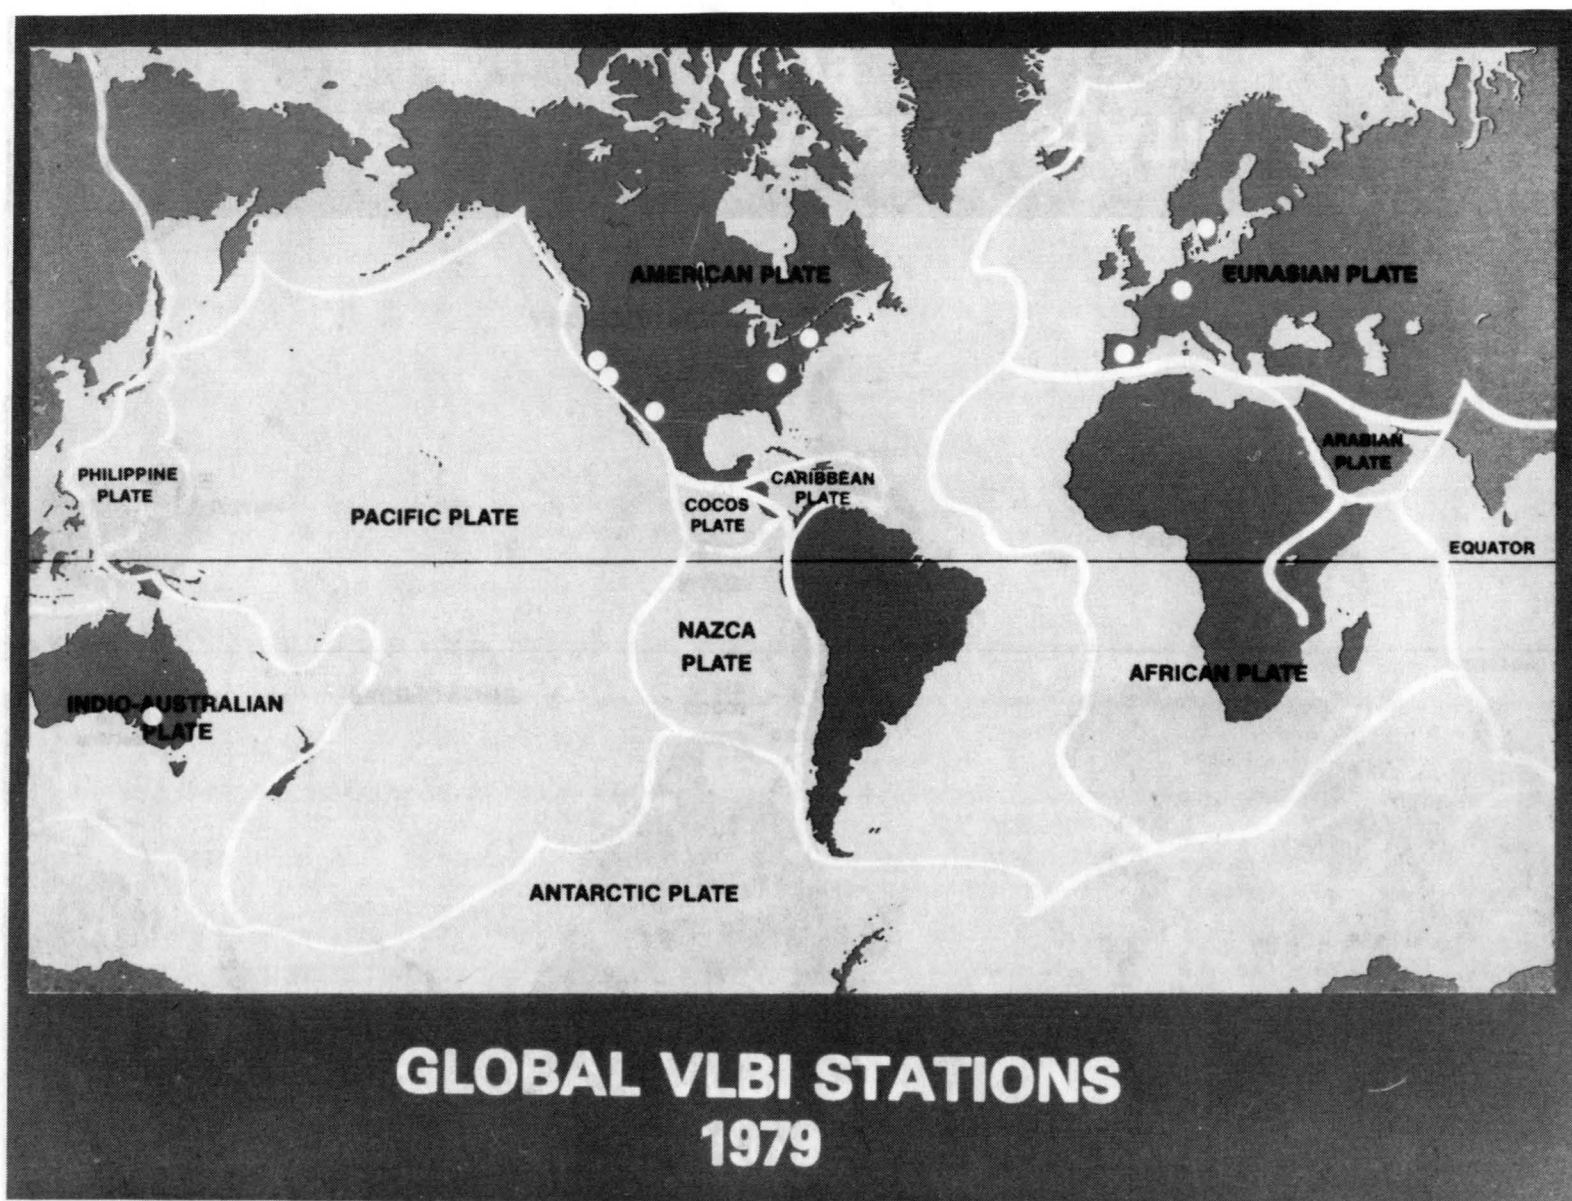 AMERICAN PLATE
EURASIAN PLATE
PHILIPPINE
PLATE
PACIFIC PLATE
COCOS
PLATE
CARIBBEAN
PLATE
ARABIAN
PLATE
EQUATOR
NAZCA
PLATE
AFRICAN PLATE
INDIO-AUSTRALIAN
PLATE
ANTARCTIC PLATE
GLOBAL VLBI STATIONS
1979